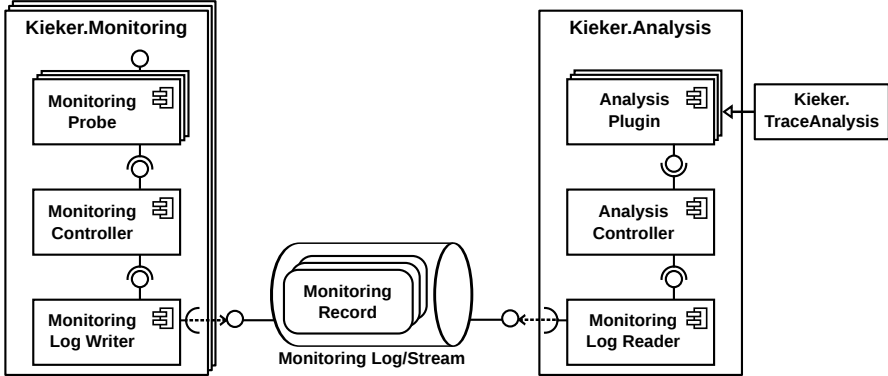 Kieker.Monitoring
Monitoring
Probe
Monitoring
Controller
Monitoring
Log Writer
Monitoring
Record
Monitoring Log/Stream
Kieker.Analysis
Analysis
Plugin
Kieker.
TraceAnalysis
Analysis
Controller
Monitoring
Log Reader